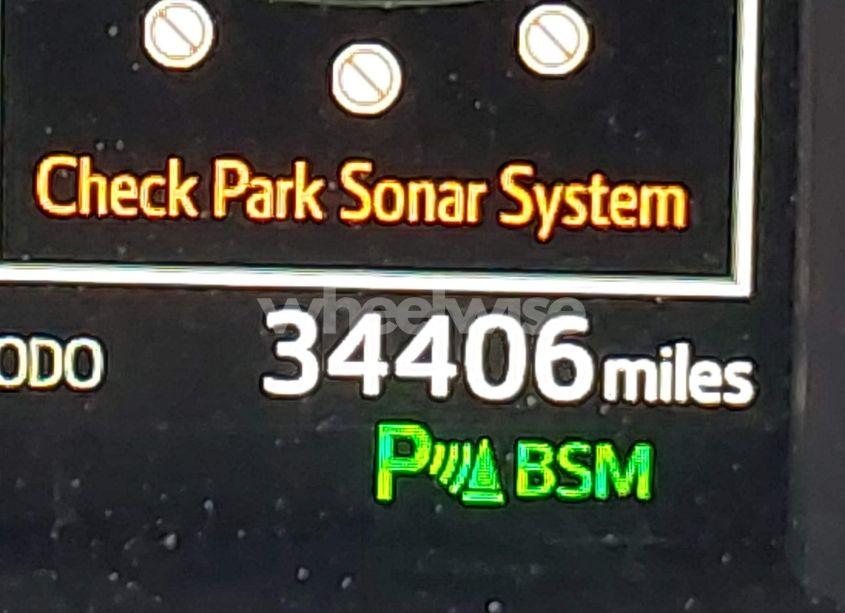 Check Park Sonar System
wheelwise
ODO 34406 miles
P BSM